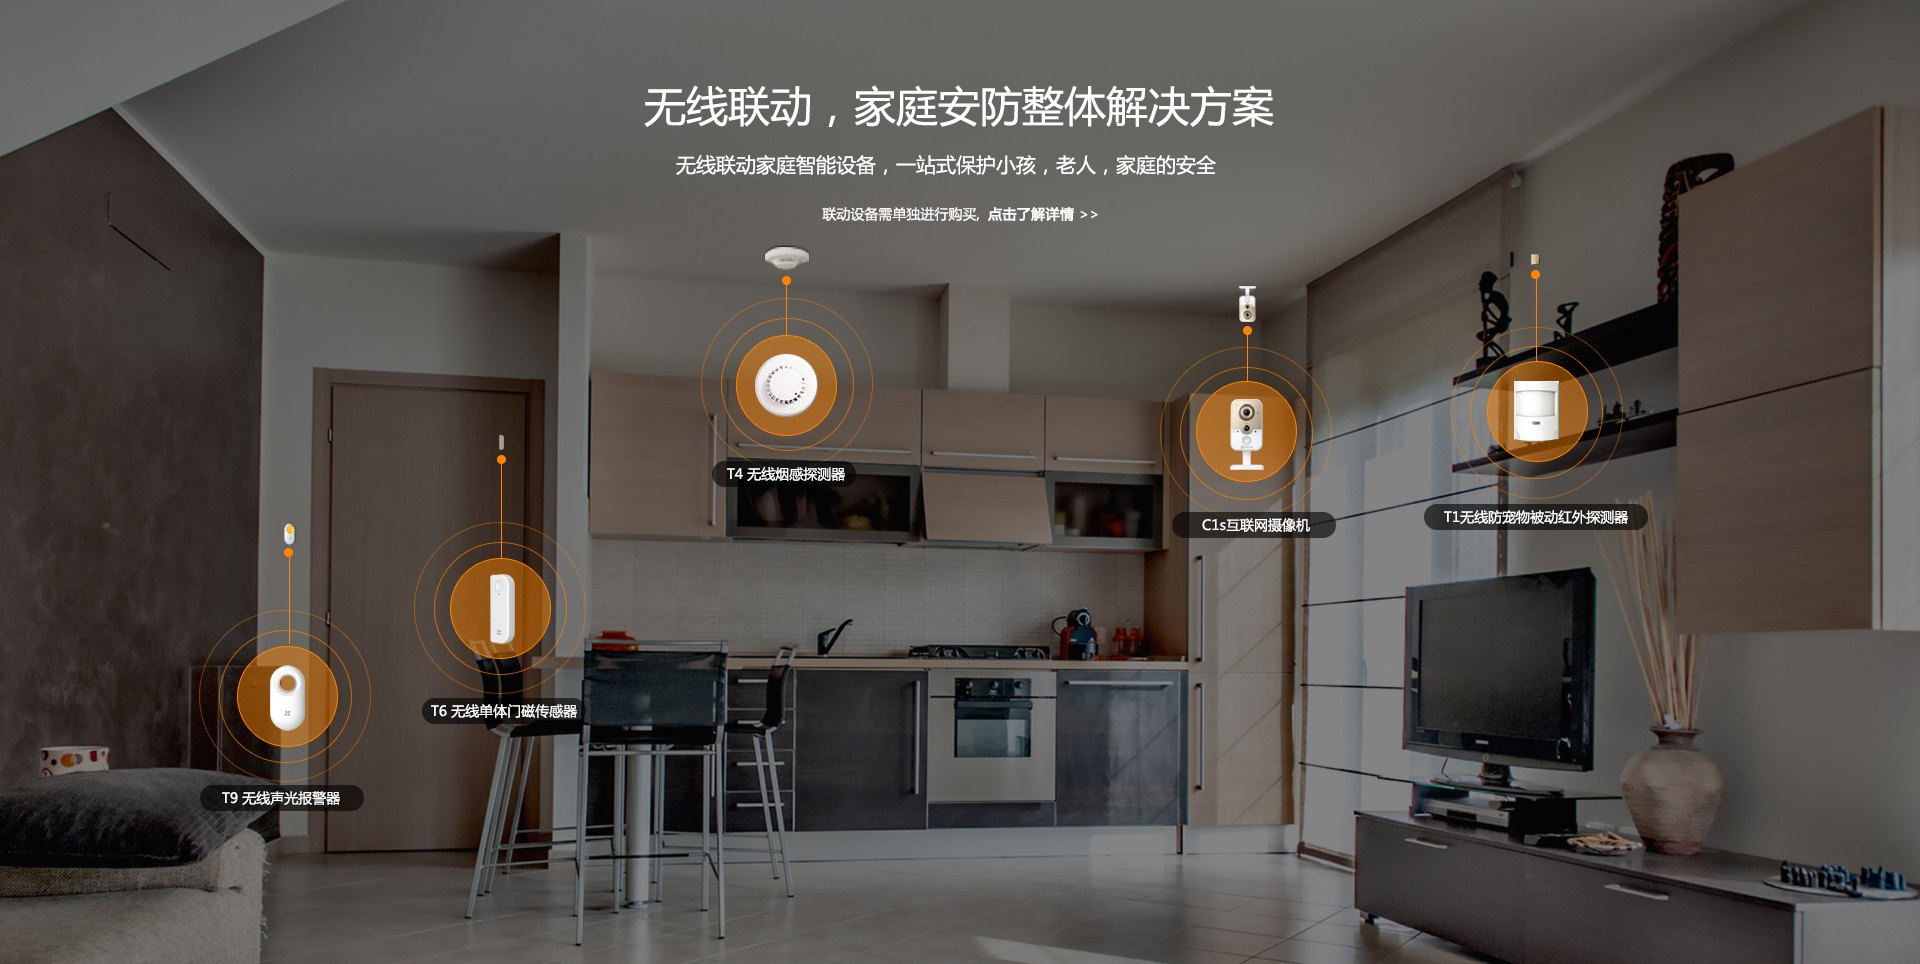 无线联动，家庭安防整体解决方案
无线联动家庭智能设备，一站式保护小孩，老人，家庭的安全
联动设备需单独进行购买, 点击了解详情 >>
T4 无线烟感探测器
C1s互联网摄像机
T1无线防宠物被动红外探测器
T6 无线单体门磁传感器
T9 无线声光报警器